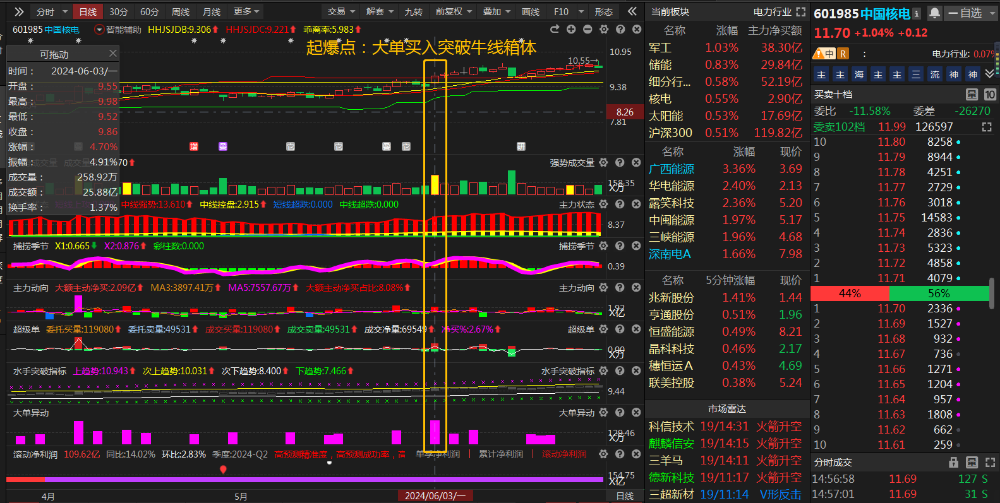 分时 日线 30分 60分 周线 月线 更多 交易 解套 九转 前复权 叠加 画线 F10 形态
601985 中国核电 智能辅助 HHJSJDB:9.306 HHJSJDC:9.221 乖离率:5.983
起爆点：大单买入突破牛线箱体
10.95
10.55→
9.38
8.26
7.81
可拖动
时间： 2024-06-03/一
开盘： 9.55
最高： 9.98
最低： 9.52
收盘： 9.86
涨幅： 4.70%
振幅： 4.91%
成交量： 258.92万
成交额： 25.88亿
换手率： 1.37%
增 叠 它 它 叠 它 研
强势成交量
158.35
X万
中线强势:13.610 中线控盘:2.915 短线超跌:0.000 中线超跌:0.000 主力状态
8.37
捕捞季节 X1:0.665 X2:0.876 彩柱数:0.000 捕捞季节
0.39
主力动向 大额主动净买:2.09亿 MA3:3897.41万 MA5:7557.67万 大额主动净买占比:8.08% 主力动向
1.92
X亿
超级单 委托买量:119080 委托卖量:49531 成交买量:119080 成交卖量:49531 成交净量:69549 净买%:2.67% 超级单
0.00
X万
水手突破指标 上趋势:10.943 次上趋势:10.031 次下趋势:8.400 下趋势:7.466 水手突破指标
9.44
大单异动 大单异动
129.46
X万
滚动净利润 109.62亿 同比:14.02% 环比:2.83% 季度:2024-Q2 高预测精准度，高预测成功率，高 单季净利润 累计净利润 滚动净利润
154.75
X亿
4月 5月 2024/06/03/一 日线
当前板块 电力行业
名称 涨幅 主力净买额
军工 1.03% 38.30亿
储能 0.83% 29.84亿
细分行... 0.58% 52.19亿
核电 0.55% 2.90亿
太阳能 0.53% 17.69亿
沪深300 0.51% 119.82亿
名称 涨幅 现价
广西能源 3.36% 3.69
华电能源 2.40% 2.13
露笑科技 2.36% 5.20
中闽能源 1.97% 5.17
三峡能源 1.96% 4.68
深南电A 1.66% 7.98
名称 5分钟涨幅 现价
兆新股份 1.41% 1.44
亨通股份 0.51% 1.96
恒盛能源 0.49% 8.21
晶科科技 0.46% 2.17
穗恒运A 0.43% 4.69
联美控股 0.38% 5.24
市场雷达
科信技术 19/14:31 火箭升空
麒麟信安 19/14:15 火箭升空
三羊马 19/14:11 火箭升空
德新科技 19/11:17 火箭升空
三超新材 19/11:14 V形反击
601985 中国核电 自选
11.70 +1.04% +0.12
中 R ： 电力行业: 0.07%
主 主 海 主 主 三 流 神 神
买卖十档 量 10
委比 -11.58% 委差 -26270
委卖102档 11.99 126597
10 11.80 8258
9 11.79 8944
8 11.78 4251
7 11.77 2729
6 11.76 3018
5 11.75 14583
4 11.74 2836
3 11.73 5323
2 11.72 4858
1 11.71 4079
44% 56%
1 11.70 2336
2 11.69 1527
3 11.68 932
4 11.67 736
5 11.66 1271
6 11.65 1204
7 11.64 957
8 11.63 1808
9 11.62 662
10 11.61 259
分时成交 量
14:56:58 11.69 127 S
14:57:01 11.69 31 S